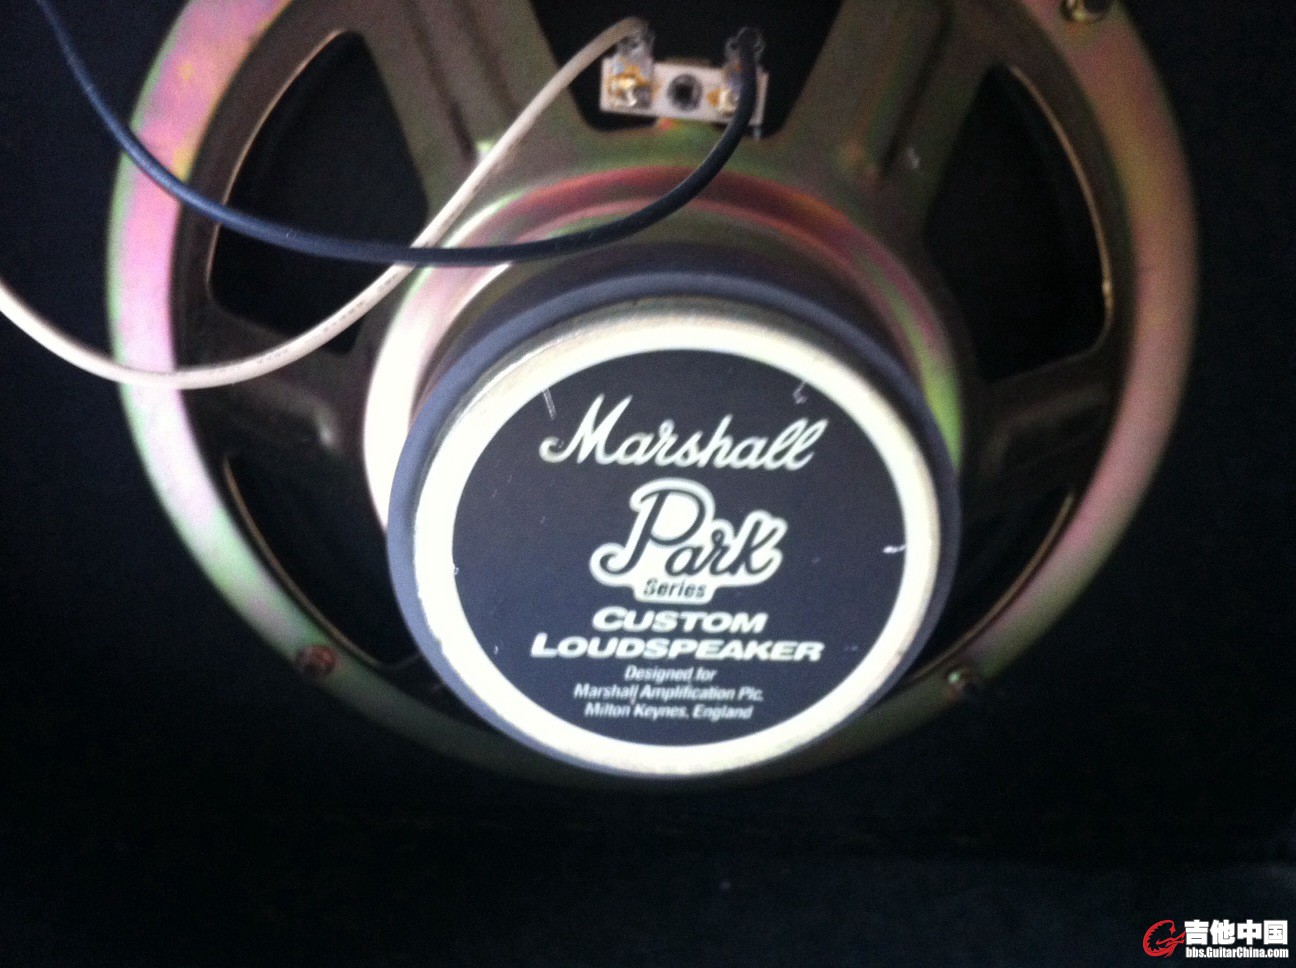 Marshall
Park
Series
CUSTOM
LOUDSPEAKER
Designed for
Marshall Amplification Plc.
Milton Keynes, England
吉他中国
bbs.GuitarChina.com